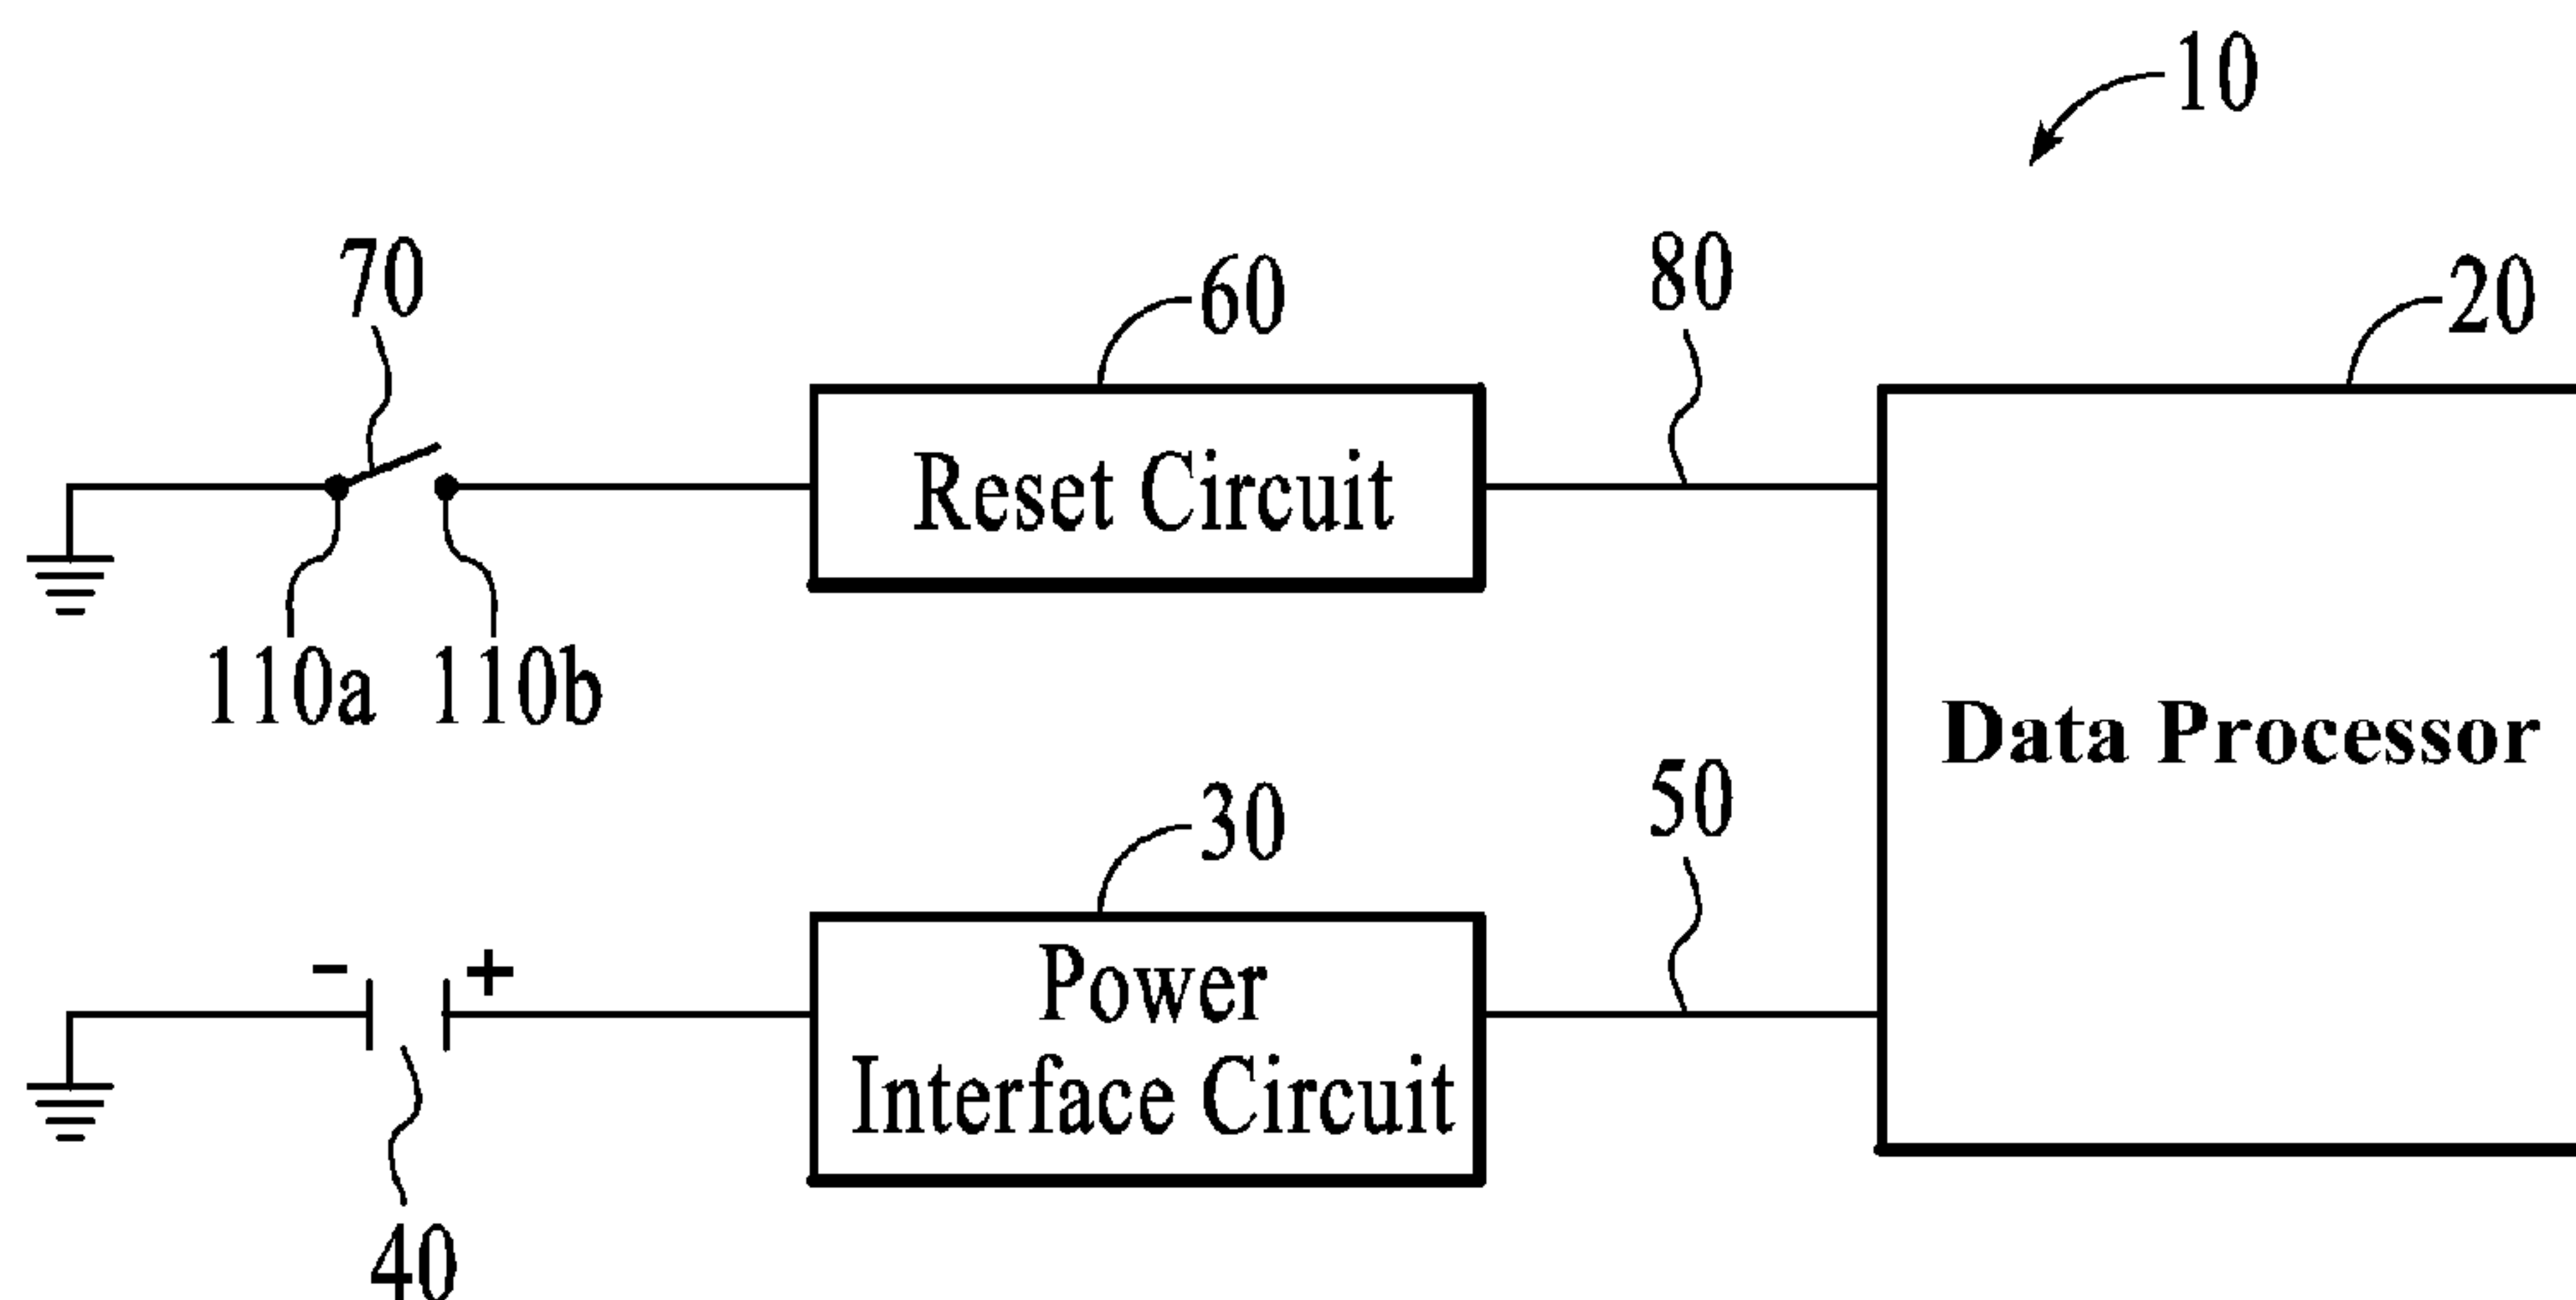 10
70
60
80
20
Reset Circuit
110a
110b
Data Processor
30
50
- +
Power
Interface Circuit
40